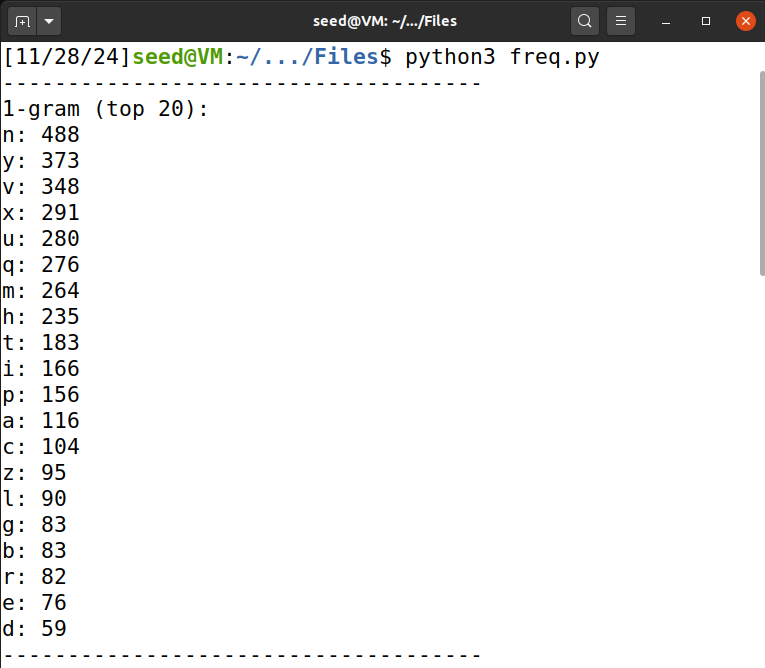 seed@VM: ~/.../Files
[11/28/24]seed@VM:~/.../Files$ python3 freq.py
-------------------------------------
1-gram (top 20):
n: 488
y: 373
v: 348
x: 291
u: 280
q: 276
m: 264
h: 235
t: 183
i: 166
p: 156
a: 116
c: 104
z: 95
l: 90
g: 83
b: 83
r: 82
e: 76
d: 59
-------------------------------------